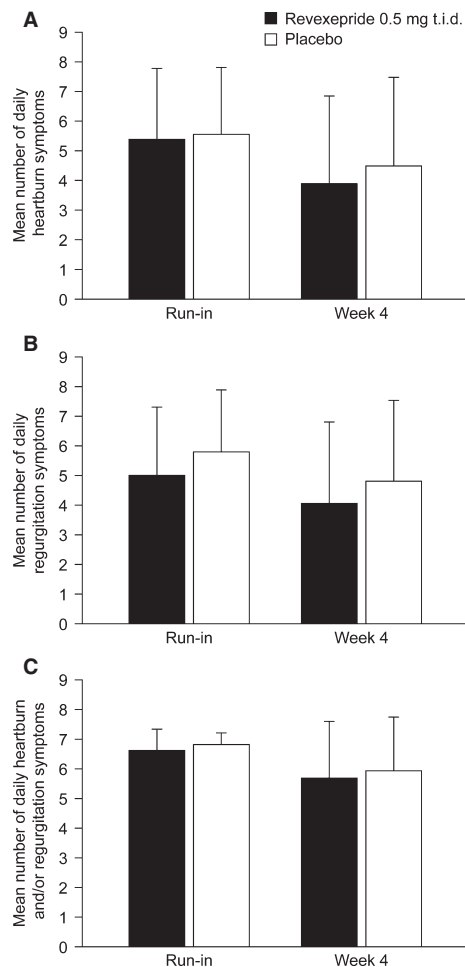 A
Revexepride 0.5 mg t.i.d.
Placebo
Mean number of daily
heartburn symptoms
9
8
7
6
5
4
3
2
1
0
Run-in
Week 4
B
Mean number of daily
regurgitation symptoms
9
8
7
6
5
4
3
2
1
0
Run-in
Week 4
C
Mean number of daily heartburn
and/or regurgitation symptoms
9
8
7
6
5
4
3
2
1
0
Run-in
Week 4